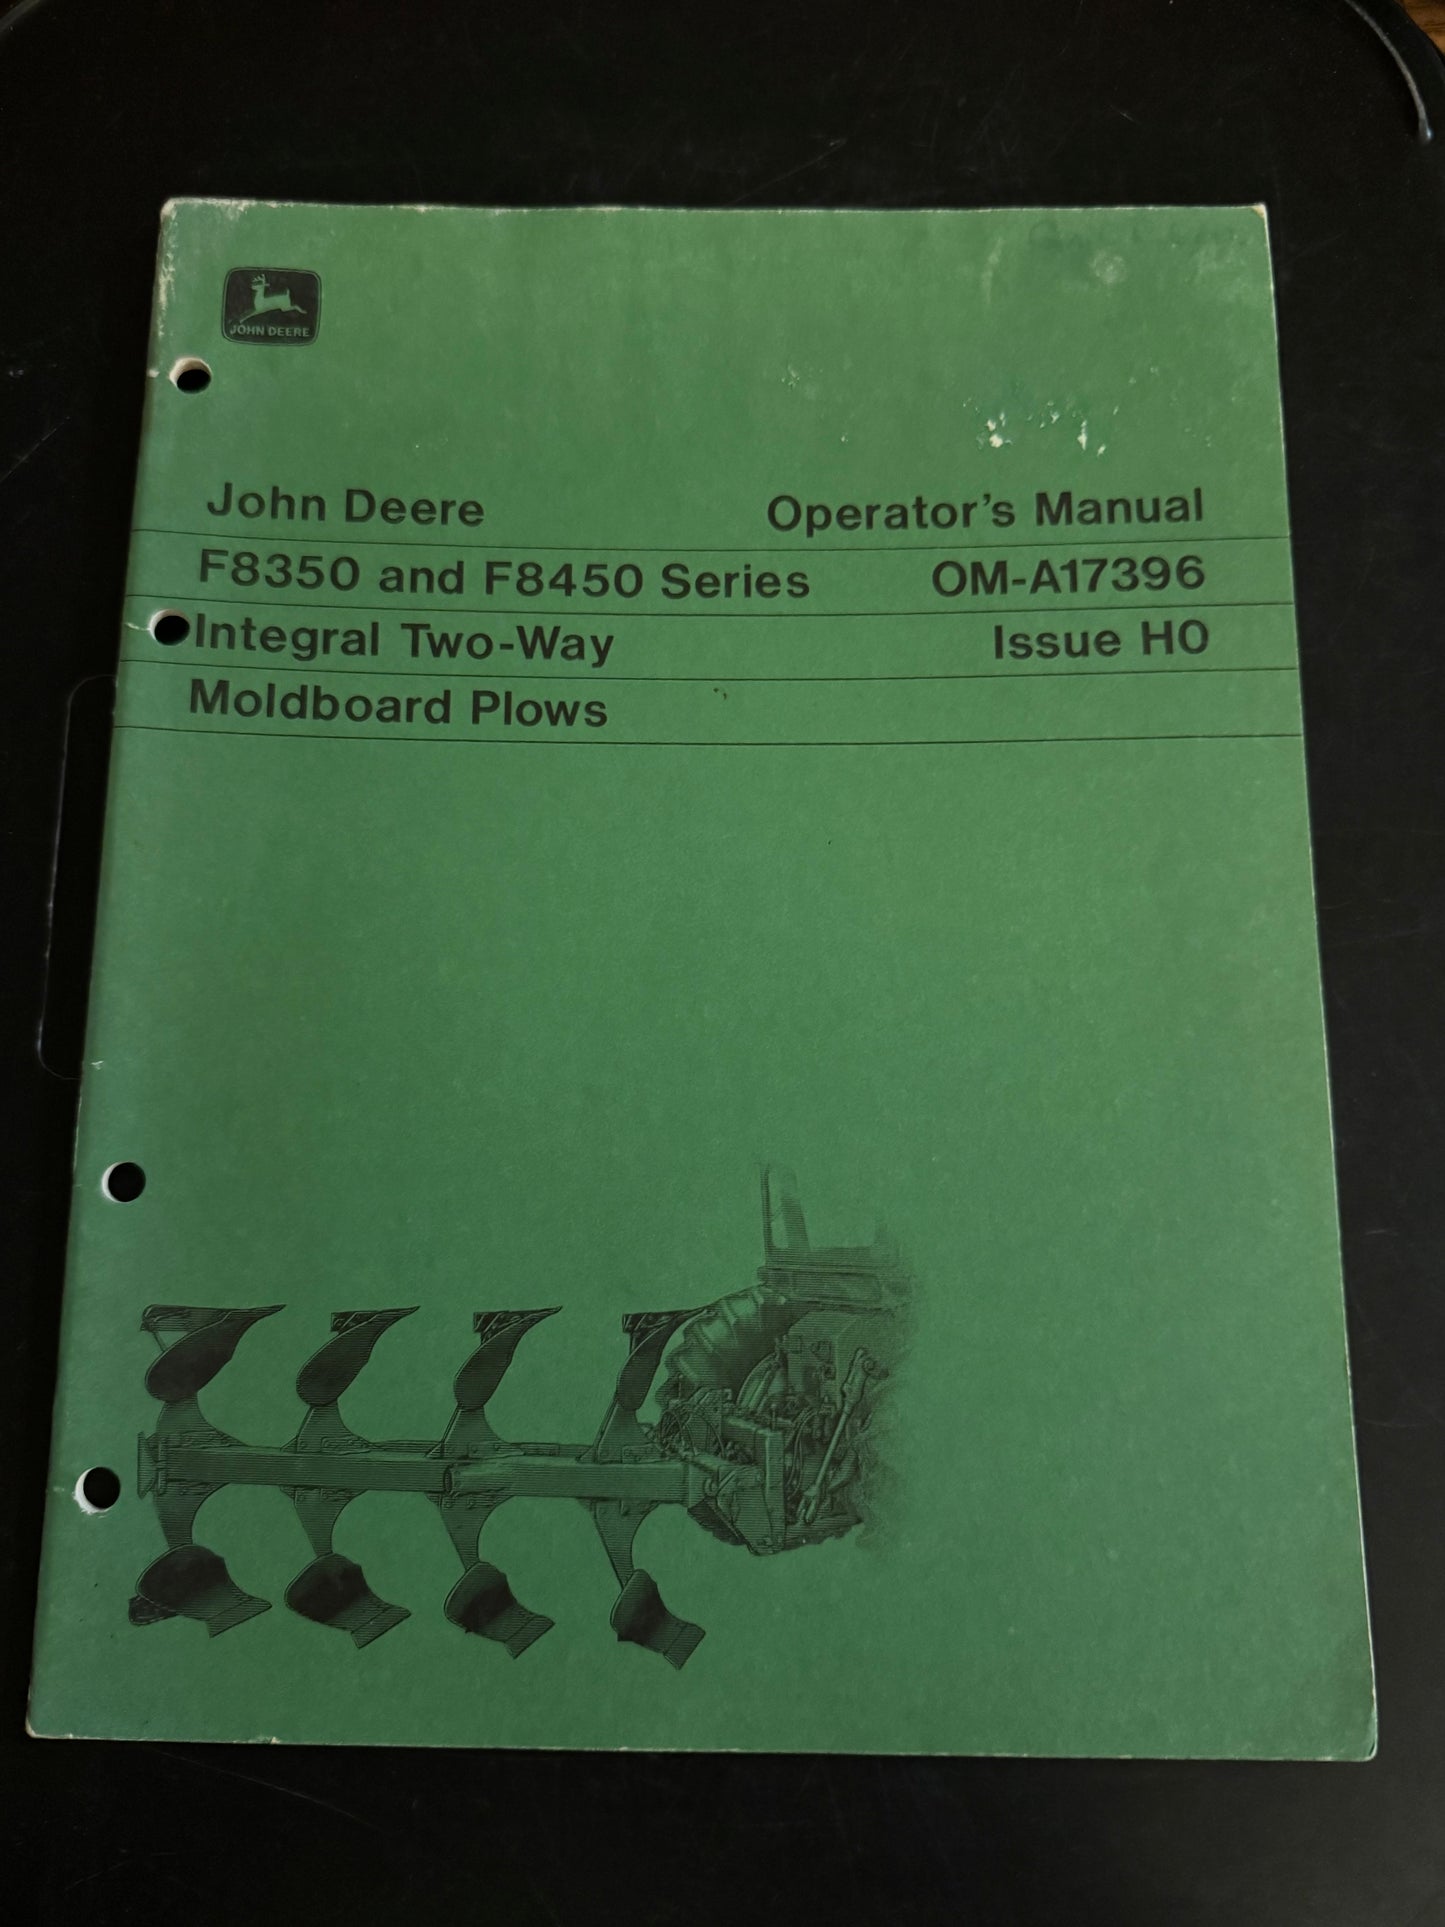 JOHN DEERE
John Deere
Operator's Manual
F8350 and F8450 Series
OM-A17396
Integral Two-Way
Issue H0
Moldboard Plows